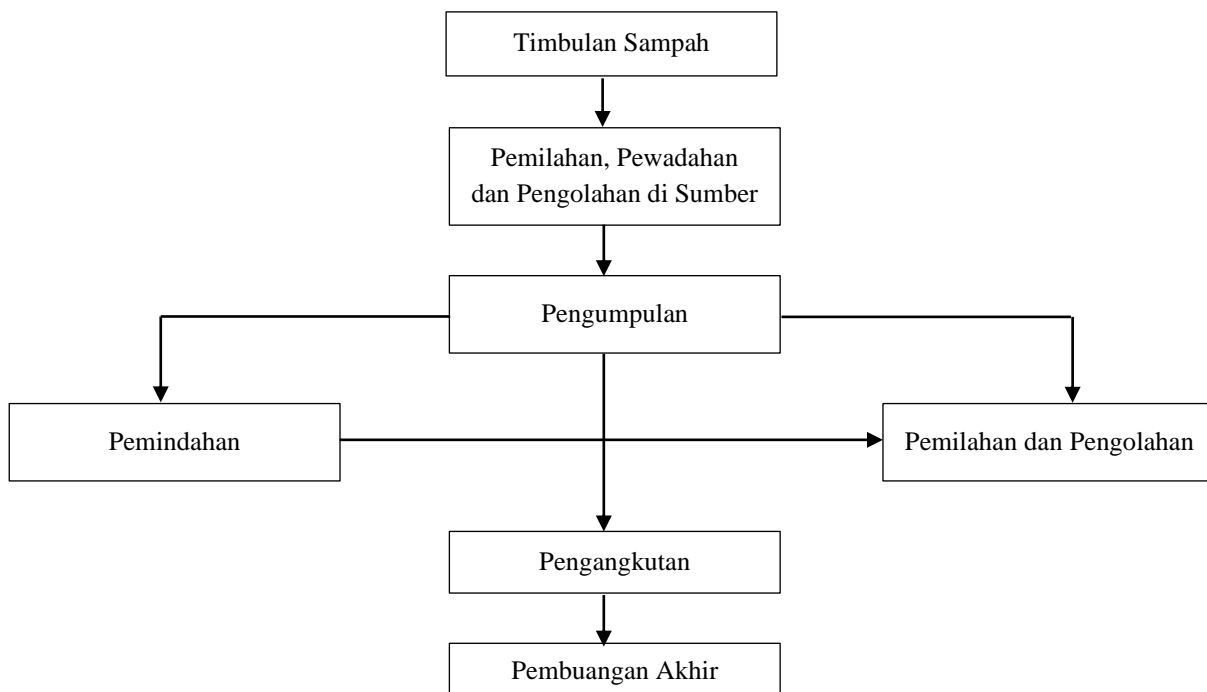 Timbulan Sampah
Pemilahan, Pewadahan
dan Pengolahan di Sumber
Pengumpulan
Pemindahan
Pemilahan dan Pengolahan
Pengangkutan
Pembuangan Akhir